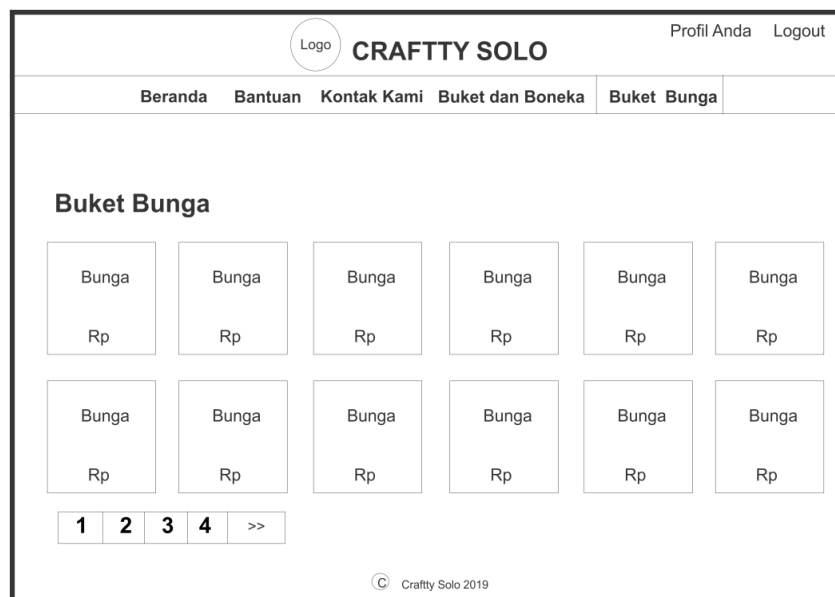 Profil Anda Logout
Logo CRAFTTY SOLO
Beranda Bantuan Kontak Kami Buket dan Boneka Buket Bunga
Buket Bunga
Bunga Bunga Bunga Bunga Bunga Bunga
Rp Rp Rp Rp Rp Rp
Bunga Bunga Bunga Bunga Bunga Bunga
Rp Rp Rp Rp Rp Rp
1 2 3 4 >>
C Craftty Solo 2019